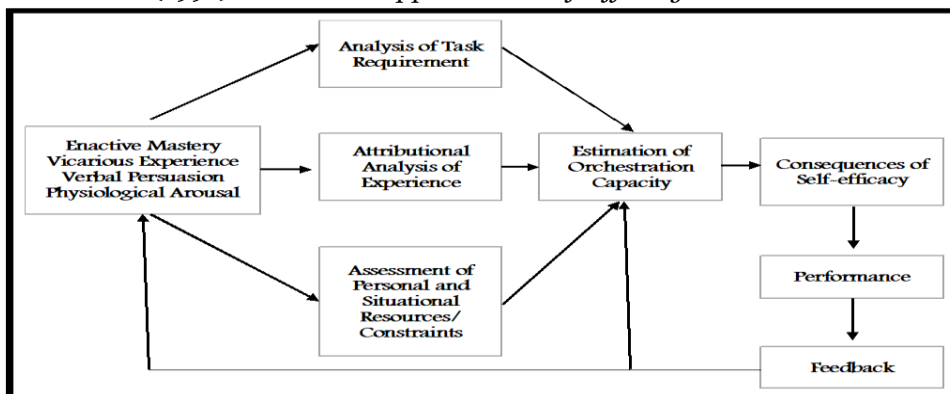 Analysis of Task
Requirement
Enactive Mastery
Vicarious Experience
Verbal Persuasion
Physiological Arousal
Attributional
Analysis of
Experience
Estimation of
Orchestration
Capacity
Consequences of
Self-efficacy
Assessment of
Personal and
Situational
Resources/
Constraints
Performance
Feedback